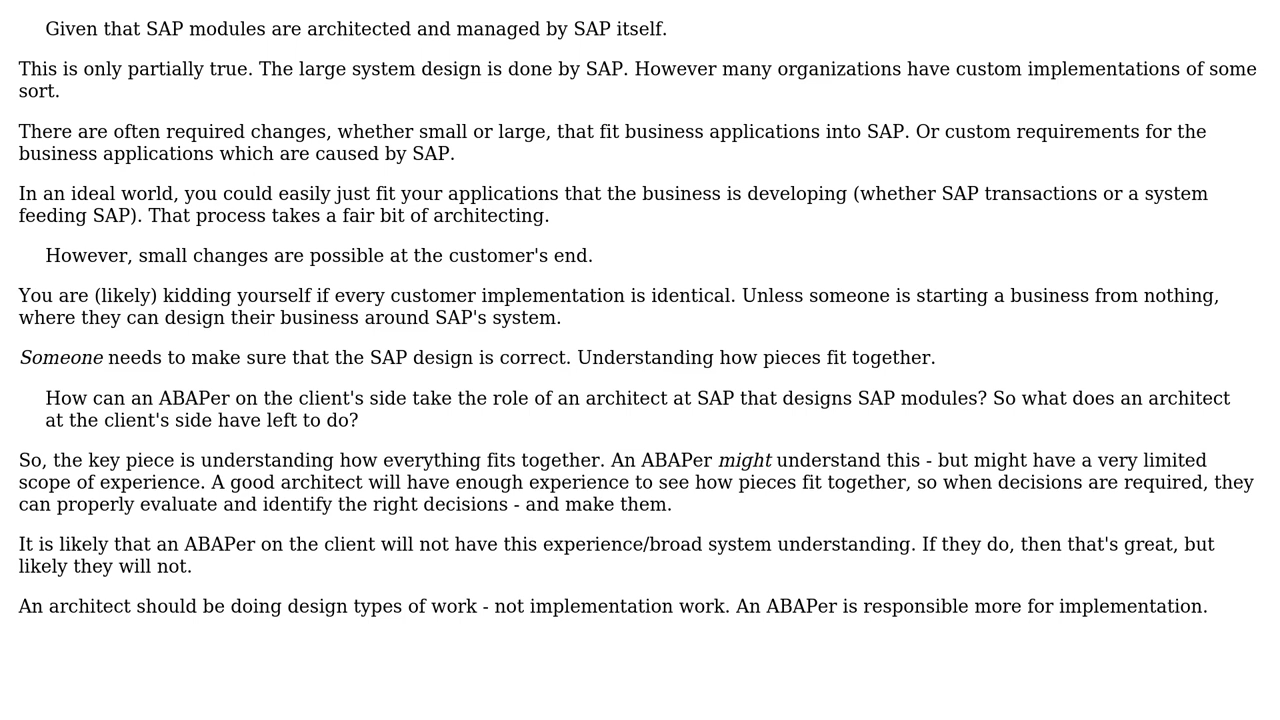 Given that SAP modules are architected and managed by SAP itself.
This is only partially true. The large system design is done by SAP. However many organizations have custom implementations of some
sort.
There are often required changes, whether small or large, that fit business applications into SAP. Or custom requirements for the
business applications which are caused by SAP.
In an ideal world, you could easily just fit your applications that the business is developing (whether SAP transactions or a system
feeding SAP). That process takes a fair bit of architecting.
However, small changes are possible at the customer's end.
You are (likely) kidding yourself if every customer implementation is identical. Unless someone is starting a business from nothing,
where they can design their business around SAP's system.
Someone needs to make sure that the SAP design is correct. Understanding how pieces fit together.
How can an ABAPer on the client's side take the role of an architect at SAP that designs SAP modules? So what does an architect
at the client's side have left to do?
So, the key piece is understanding how everything fits together. An ABAPer might understand this - but might have a very limited
scope of experience. A good architect will have enough experience to see how pieces fit together, so when decisions are required, they
can properly evaluate and identify the right decisions - and make them.
It is likely that an ABAPer on the client will not have this experience/broad system understanding. If they do, then that's great, but
likely they will not.
An architect should be doing design types of work - not implementation work. An ABAPer is responsible more for implementation.